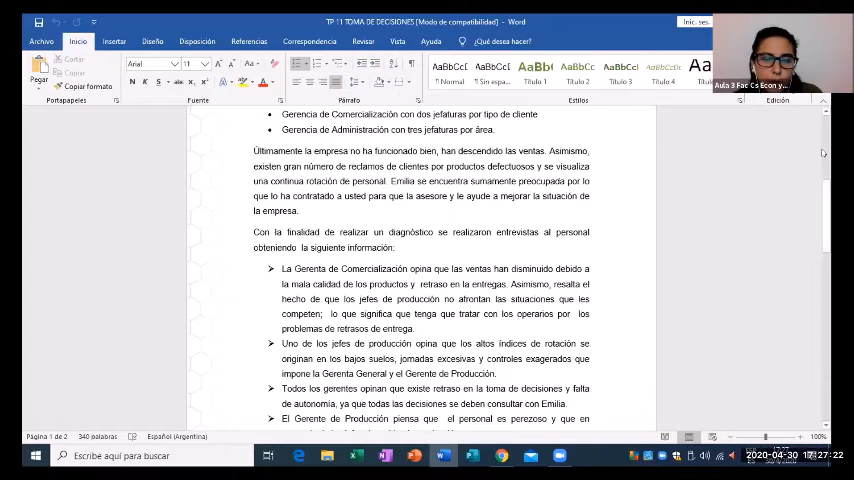 TP 11 TOMA DE DECISIONES [Modo de compatibilidad] - Word
Inic. ses.
Archivo Inicio Insertar Diseño Disposición Referencias Correspondencia Revisar Vista Ayuda ¿Qué desea hacer?
Pegar
Cortar
Copiar
Copiar formato
Portapapeles
Arial 11
Fuente
Párrafo
AaBbCcI AaBbCcI AaBbC AaBbCc AaBbCcI AaBbCcI
Normal Sin espa... Título 1 Título 2 Título 3 Título 4
Estilos
Aula 3 Fac Cs Econ y...
Edición
Gerencia de Comercialización con dos jefaturas por tipo de cliente
Gerencia de Administración con tres jefaturas por área.
Últimamente la empresa no ha funcionado bien, han descendido las ventas. Asimismo,
existen gran número de reclamos de clientes por productos defectuosos y se visualiza
una continua rotación de personal. Emilia se encuentra sumamente preocupada por lo
que lo ha contratado a usted para que la asesore y le ayude a mejorar la situación de
la empresa.
Con la finalidad de realizar un diagnóstico se realizaron entrevistas al personal
obteniendo la siguiente información:
La Gerenta de Comercialización opina que las ventas han disminuido debido a
la mala calidad de los productos y retraso en la entregas. Asimismo, resalta el
hecho de que los jefes de producción no afrontan las situaciones que les
competen; lo que significa que tenga que tratar con los operarios por los
problemas de retrasos de entrega.
Uno de los jefes de producción opina que los altos índices de rotación se
originan en los bajos suelos, jornadas excesivas y controles exagerados que
impone la Gerenta General y el Gerente de Producción.
Todos los gerentes opinan que existe retraso en la toma de decisiones y falta
de autonomía, ya que todas las decisiones se deben consultar con Emilia.
El Gerente de Producción piensa que el personal es perezoso y que en
Página 1 de 2 340 palabras Español (Argentina)
100%
Escribe aquí para buscar
2020-04-30 17:27:22